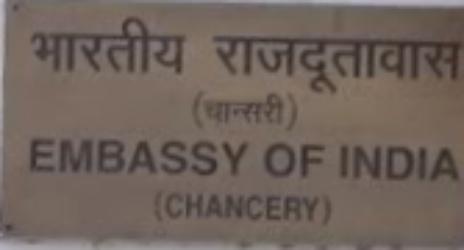 भारतीय राजदूतावास
(चान्सरी)
EMBASSY OF INDIA
(CHANCERY)